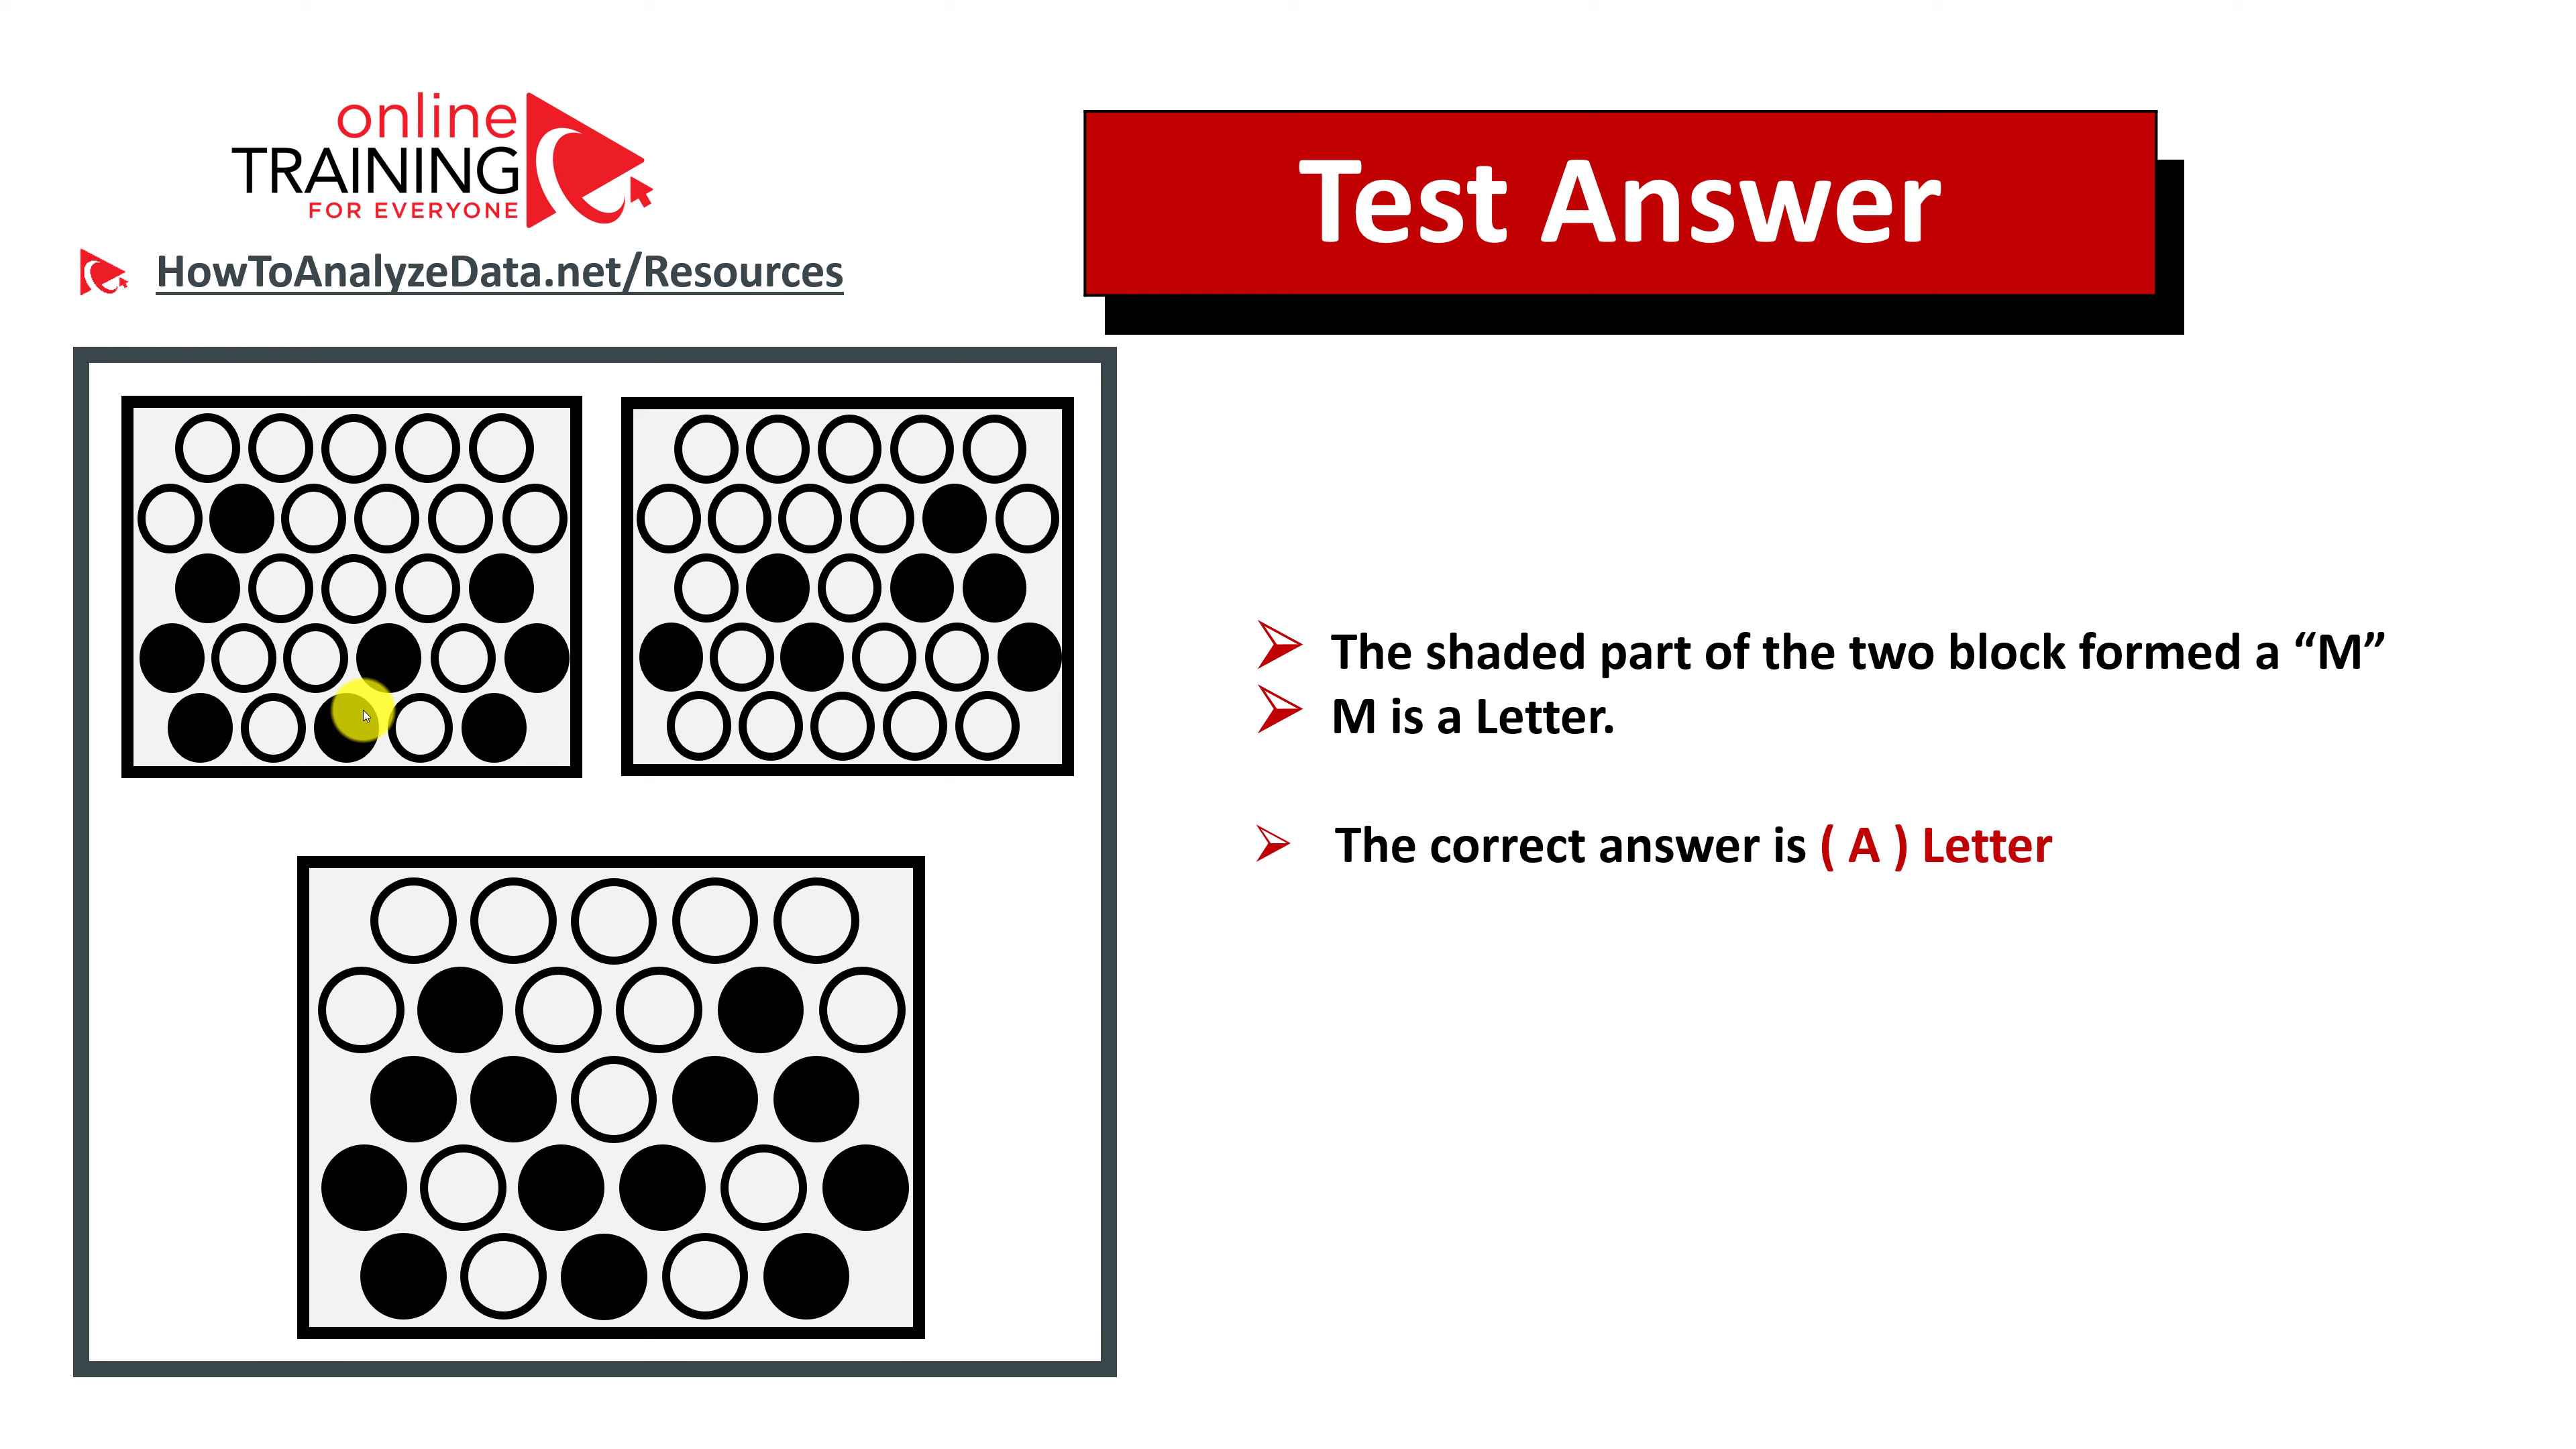 online
TRAINING
FOR EVERYONE
HowToAnalyzeData.net/Resources
Test Answer
The shaded part of the two block formed a “M”
M is a Letter.
The correct answer is ( A ) Letter